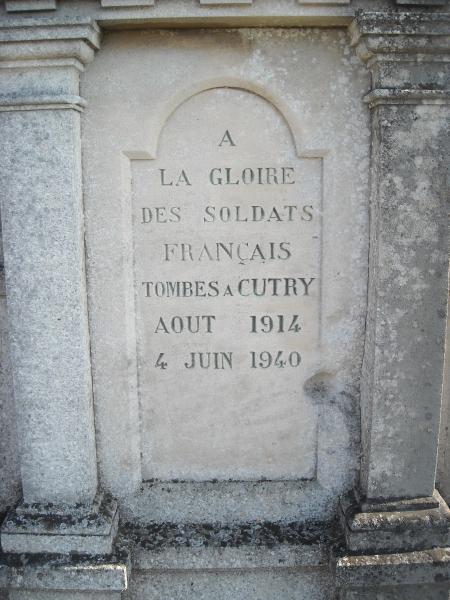 A
LA GLOIRE
DES SOLDATS
FRANÇAIS
TOMBES A CUTRY
AOUT 1914
4 JUIN 1940